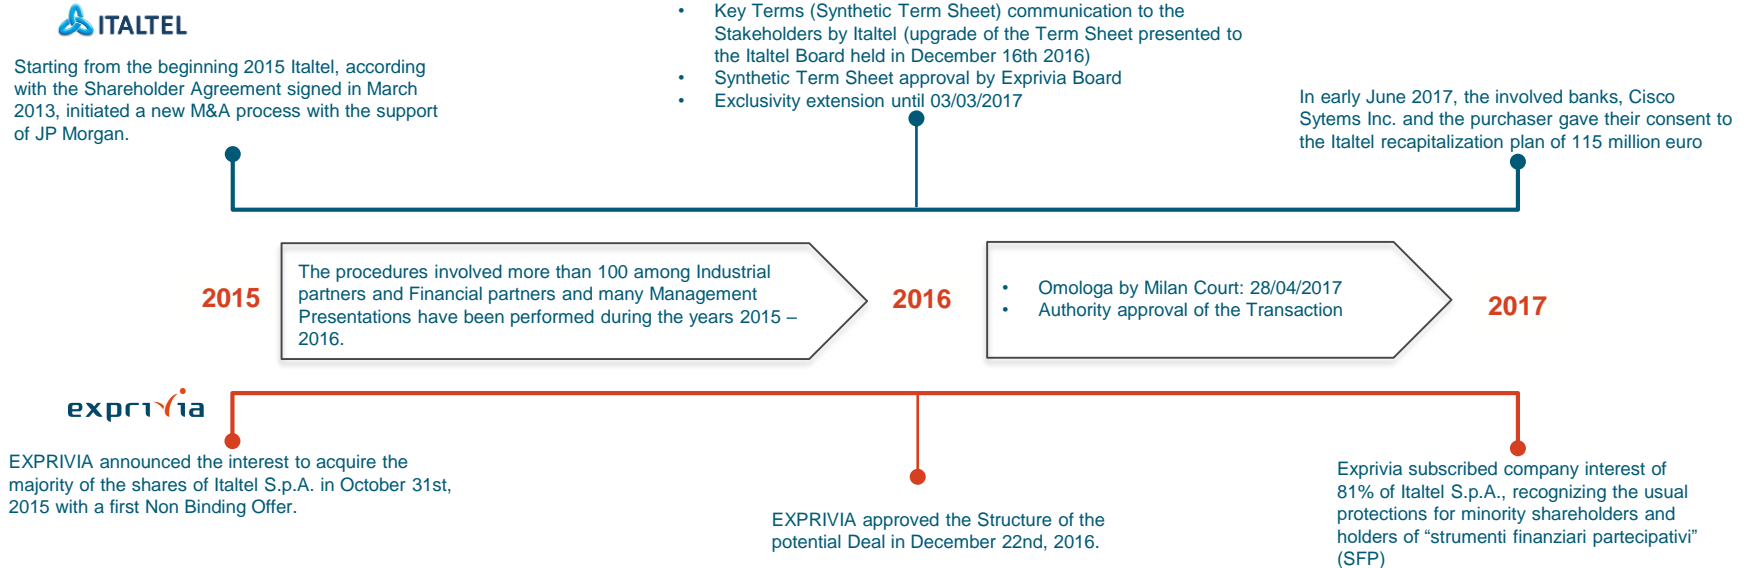 ITALTEL
Starting from the beginning 2015 Italtel, according
with the Shareholder Agreement signed in March
2013, initiated a new M&A process with the support
of JP Morgan.
• Key Terms (Synthetic Term Sheet) communication to the
Stakeholders by Italtel (upgrade of the Term Sheet presented to
the Italtel Board held in December 16th 2016)
• Synthetic Term Sheet approval by Exprivia Board
• Exclusivity extension until 03/03/2017
In early June 2017, the involved banks, Cisco
Sytems Inc. and the purchaser gave their consent to
the Italtel recapitalization plan of 115 million euro
2015
The procedures involved more than 100 among Industrial
partners and Financial partners and many Management
Presentations have been performed during the years 2015 –
2016.
2016
• Omologa by Milan Court: 28/04/2017
• Authority approval of the Transaction
2017
exprivia
EXPRIVIA announced the interest to acquire the
majority of the shares of Italtel S.p.A. in October 31st,
2015 with a first Non Binding Offer.
EXPRIVIA approved the Structure of the
potential Deal in December 22nd, 2016.
Exprivia subscribed company interest of
81% of Italtel S.p.A., recognizing the usual
protections for minority shareholders and
holders of “strumenti finanziari partecipativi”
(SFP)